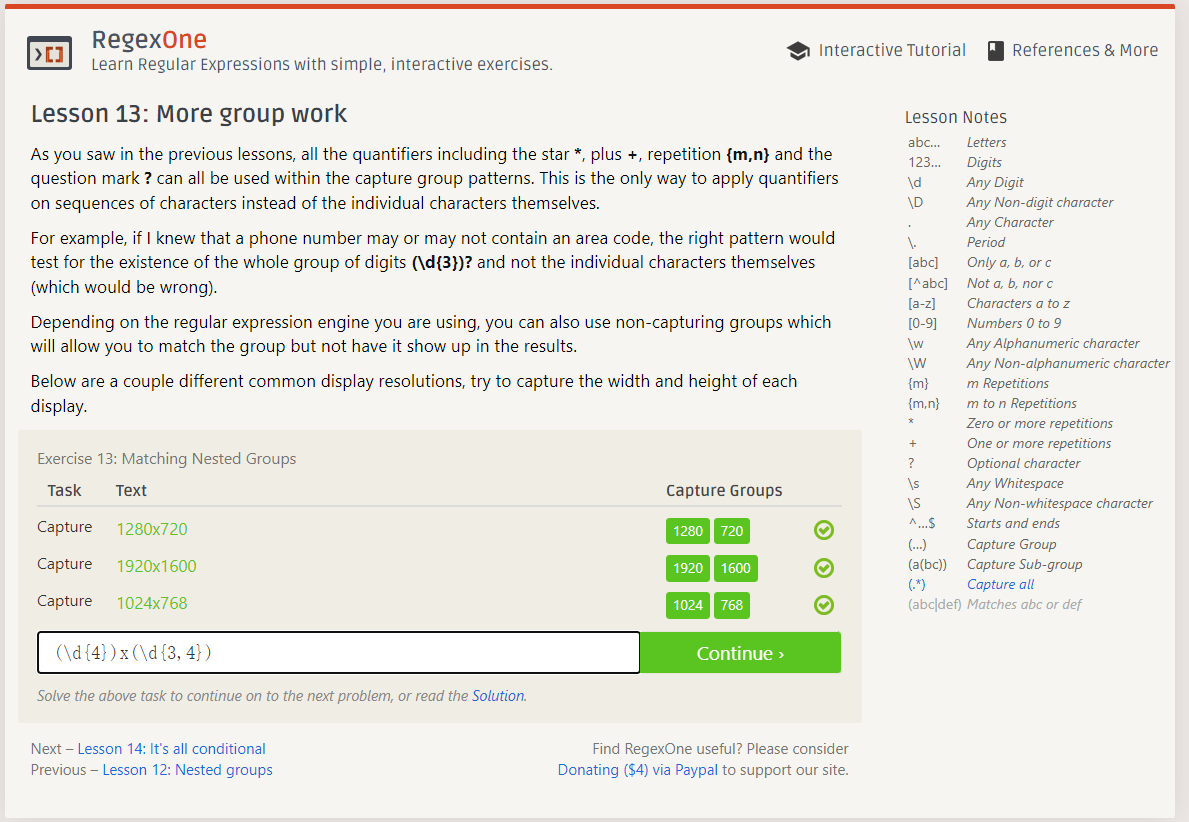 RegexOne
Learn Regular Expressions with simple, interactive exercises.
Interactive Tutorial
References & More
Lesson 13: More group work
As you saw in the previous lessons, all the quantifiers including the star *, plus +, repetition {m,n} and the
question mark ? can all be used within the capture group patterns. This is the only way to apply quantifiers
on sequences of characters instead of the individual characters themselves.
For example, if I knew that a phone number may or may not contain an area code, the right pattern would
test for the existence of the whole group of digits (\d{3})? and not the individual characters themselves
(which would be wrong).
Depending on the regular expression engine you are using, you can also use non-capturing groups which
will allow you to match the group but not have it show up in the results.
Below are a couple different common display resolutions, try to capture the width and height of each
display.
Exercise 13: Matching Nested Groups
Task Text Capture Groups
Capture 1280x720 1280 720
Capture 1920x1600 1920 1600
Capture 1024x768 1024 768
(\d{4})x(\d{3,4})
Continue ›
Solve the above task to continue on to the next problem, or read the Solution.
Next – Lesson 14: It's all conditional
Previous – Lesson 12: Nested groups
Find RegexOne useful? Please consider
Donating ($4) via Paypal to support our site.
Lesson Notes
abc… Letters
123… Digits
\d Any Digit
\D Any Non-digit character
. Any Character
\. Period
[abc] Only a, b, or c
[^abc] Not a, b, nor c
[a-z] Characters a to z
[0-9] Numbers 0 to 9
\w Any Alphanumeric character
\W Any Non-alphanumeric character
{m} m Repetitions
{m,n} m to n Repetitions
* Zero or more repetitions
+ One or more repetitions
? Optional character
\s Any Whitespace
\S Any Non-whitespace character
^…$ Starts and ends
(…) Capture Group
(a(bc)) Capture Sub-group
(.*) Capture all
(abc|def) Matches abc or def